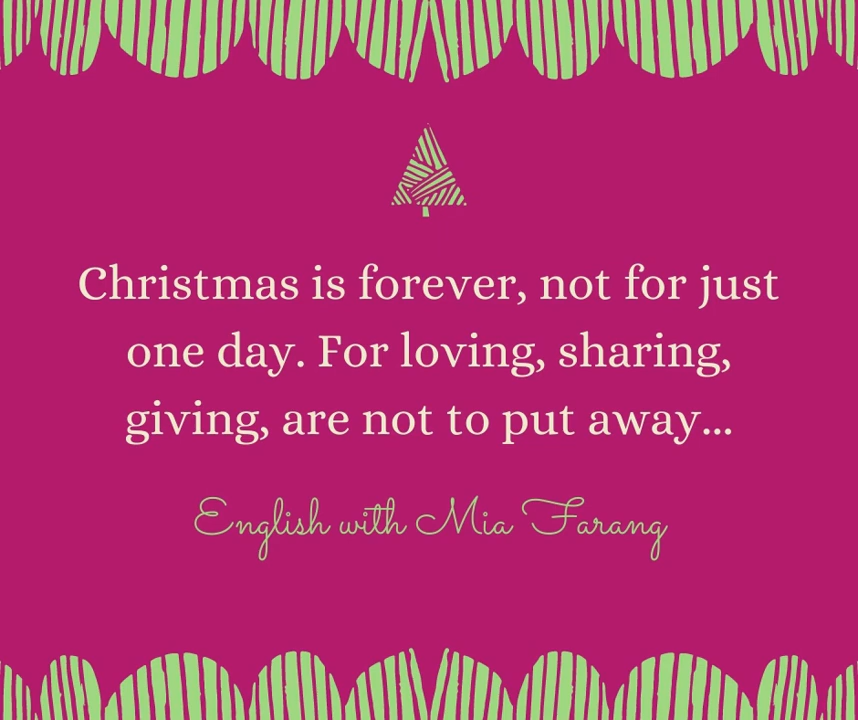 Christmas is forever, not for just
one day. For loving, sharing,
giving, are not to put away...
English with Mia Farang